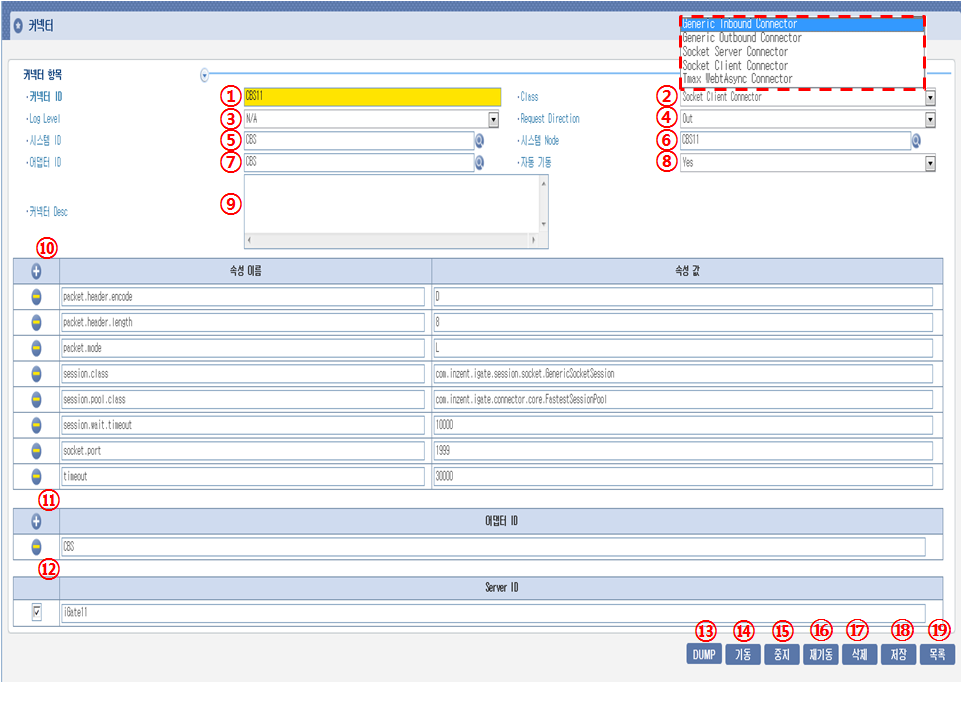 커넥터
Generic Inbound Connector
Generic Outbound Connector
Socket Server Connector
Socket Client Connector
Tmax WebtAsync Connector
커넥터 항목
·커넥터 ID ① CBS11 ·Class ② Socket Client Connector
·Log Level ③ N/A ·Request Direction ④ Out
·시스템 ID ⑤ CBS ·시스템 Node ⑥ CBS11
·어댑터 ID ⑦ CBS ·자동 기동 ⑧ Yes
·커넥터 Desc ⑨
⑩
속성 이름 속성 값
packet.header.encode D
packet.header.length 8
packet.mode L
session.class com.inzent.igate.session.socket.GenericSocketSession
session.pool.class com.inzent.igate.connector.core.FastestSessionPool
session.wait.timeout 10000
socket.port 1999
timeout 30000
⑪
어댑터 ID
CBS
⑫
Server ID
iGate11
⑬ ⑭ ⑮ ⑯ ⑰ ⑱ ⑲
DUMP 기동 중지 재기동 삭제 저장 목록